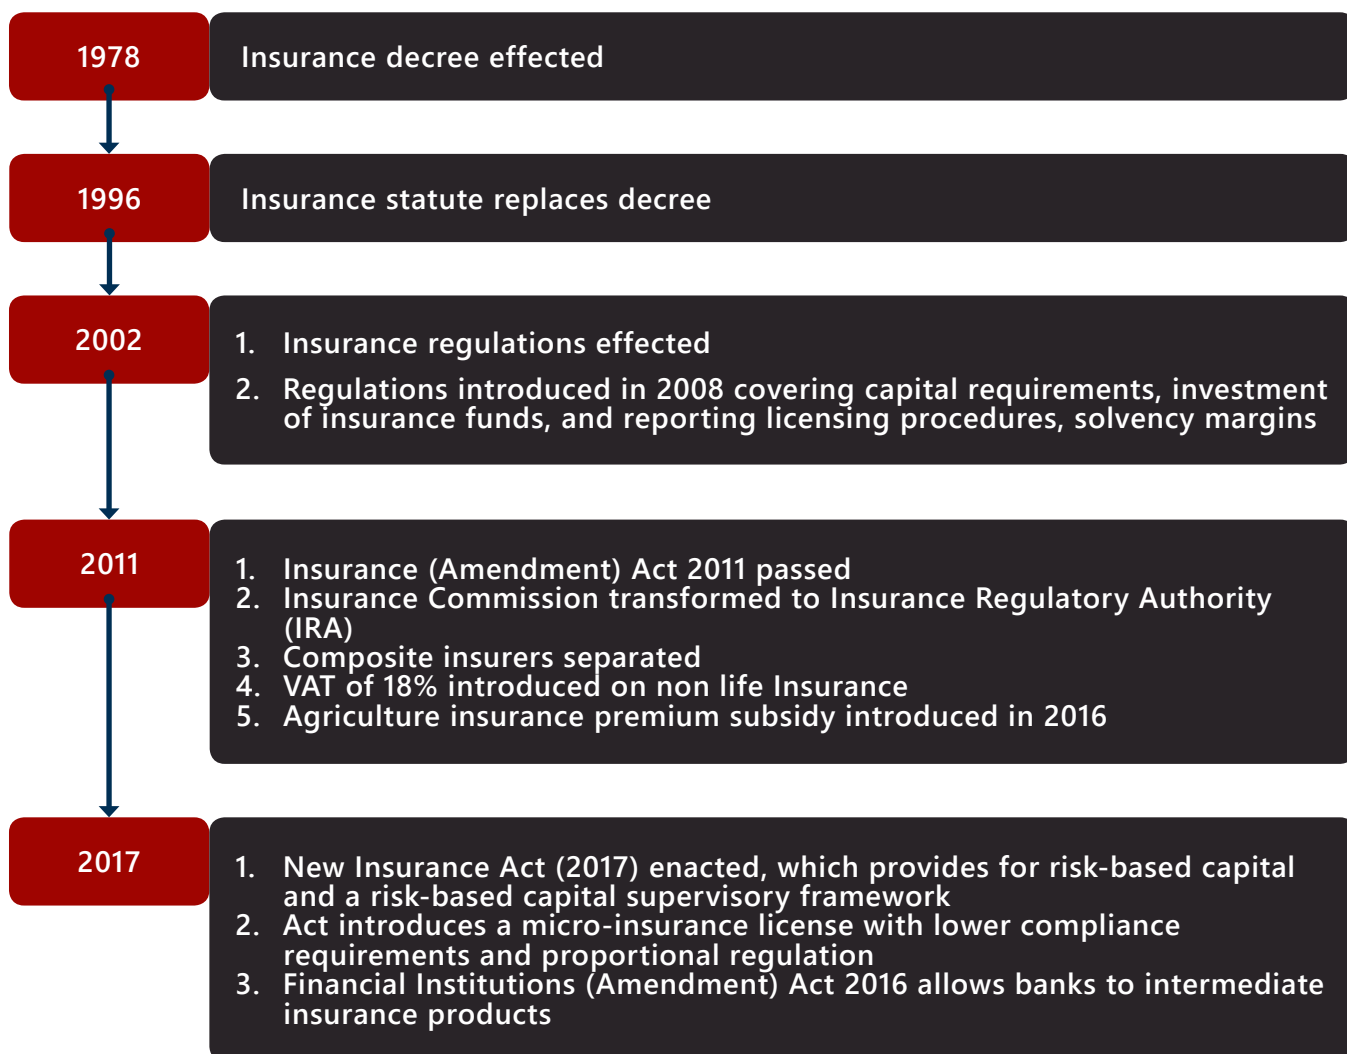 1978
Insurance decree effected
1996
Insurance statute replaces decree
2002
1. Insurance regulations effected
2. Regulations introduced in 2008 covering capital requirements, investment
of insurance funds, and reporting licensing procedures, solvency margins
2011
1. Insurance (Amendment) Act 2011 passed
2. Insurance Commission transformed to Insurance Regulatory Authority
(IRA)
3. Composite insurers separated
4. VAT of 18% introduced on non life Insurance
5. Agriculture insurance premium subsidy introduced in 2016
2017
1. New Insurance Act (2017) enacted, which provides for risk-based capital
and a risk-based capital supervisory framework
2. Act introduces a micro-insurance license with lower compliance
requirements and proportional regulation
3. Financial Institutions (Amendment) Act 2016 allows banks to intermediate
insurance products